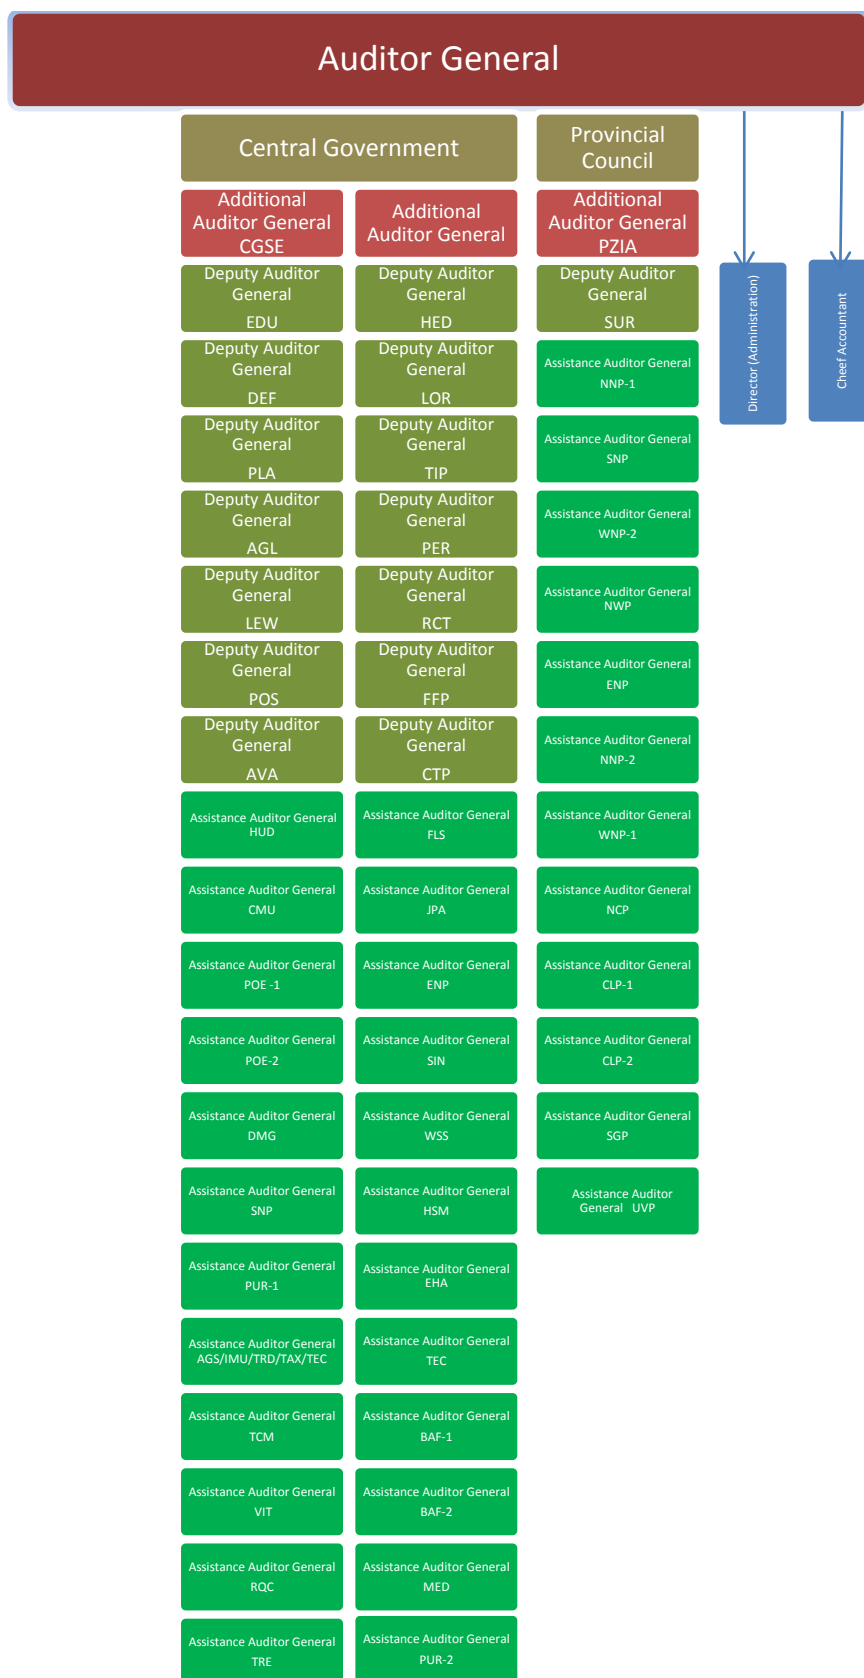 Auditor General
Central Government
Provincial
Council
Additional
Auditor General
CGSE
Additional
Auditor General
Additional
Auditor General
PZIA
Deputy Auditor
General
EDU
Deputy Auditor
General
HED
Deputy Auditor
General
SUR
Director (Administration)
Cheef Accountant
Deputy Auditor
General
DEF
Deputy Auditor
General
LOR
Assistance Auditor General
NNP-1
Deputy Auditor
General
PLA
Deputy Auditor
General
TIP
Assistance Auditor General
SNP
Deputy Auditor
General
AGL
Deputy Auditor
General
PER
Assistance Auditor General
WNP-2
Deputy Auditor
General
LEW
Deputy Auditor
General
RCT
Assistance Auditor General
NWP
Deputy Auditor
General
POS
Deputy Auditor
General
FFP
Assistance Auditor General
ENP
Deputy Auditor
General
AVA
Deputy Auditor
General
CTP
Assistance Auditor General
NNP-2
Assistance Auditor General
HUD
Assistance Auditor General
FLS
Assistance Auditor General
WNP-1
Assistance Auditor General
CMU
Assistance Auditor General
JPA
Assistance Auditor General
NCP
Assistance Auditor General
POE -1
Assistance Auditor General
ENP
Assistance Auditor General
CLP-1
Assistance Auditor General
POE-2
Assistance Auditor General
SIN
Assistance Auditor General
CLP-2
Assistance Auditor General
DMG
Assistance Auditor General
WSS
Assistance Auditor General
SGP
Assistance Auditor General
SNP
Assistance Auditor General
HSM
Assistance Auditor
General UVP
Assistance Auditor General
PUR-1
Assistance Auditor General
EHA
Assistance Auditor General
AGS/IMU/TRD/TAX/TEC
Assistance Auditor General
TEC
Assistance Auditor General
TCM
Assistance Auditor General
BAF-1
Assistance Auditor General
VIT
Assistance Auditor General
BAF-2
Assistance Auditor General
RQC
Assistance Auditor General
MED
Assistance Auditor General
TRE
Assistance Auditor General
PUR-2